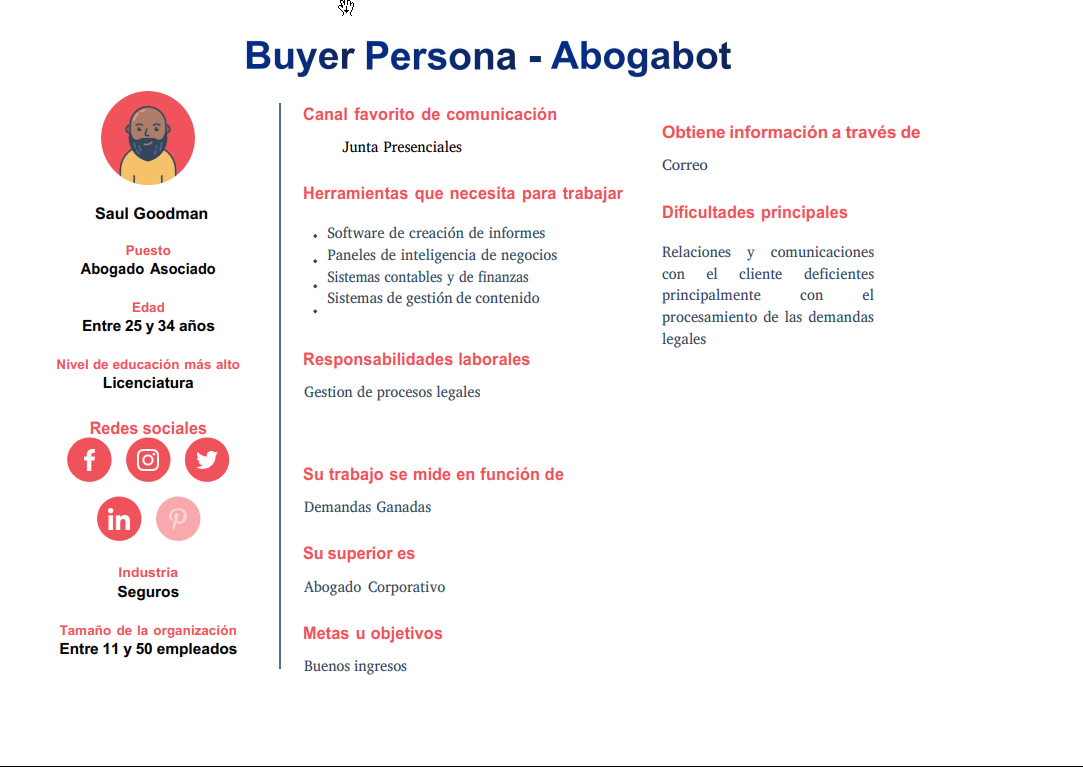 Buyer Persona - Abogabot
Saul Goodman
Puesto
Abogado Asociado
Edad
Entre 25 y 34 años
Nivel de educación más alto
Licenciatura
Redes sociales
Industria
Seguros
Tamaño de la organización
Entre 11 y 50 empleados
Canal favorito de comunicación
Junta Presenciales
Herramientas que necesita para trabajar
• Software de creación de informes
• Paneles de inteligencia de negocios
• Sistemas contables y de finanzas
• Sistemas de gestión de contenido
Responsabilidades laborales
Gestion de procesos legales
Su trabajo se mide en función de
Demandas Ganadas
Su superior es
Abogado Corporativo
Metas u objetivos
Buenos ingresos
Obtiene información a través de
Correo
Dificultades principales
Relaciones y comunicaciones
con el cliente deficientes
principalmente con el
procesamiento de las demandas
legales